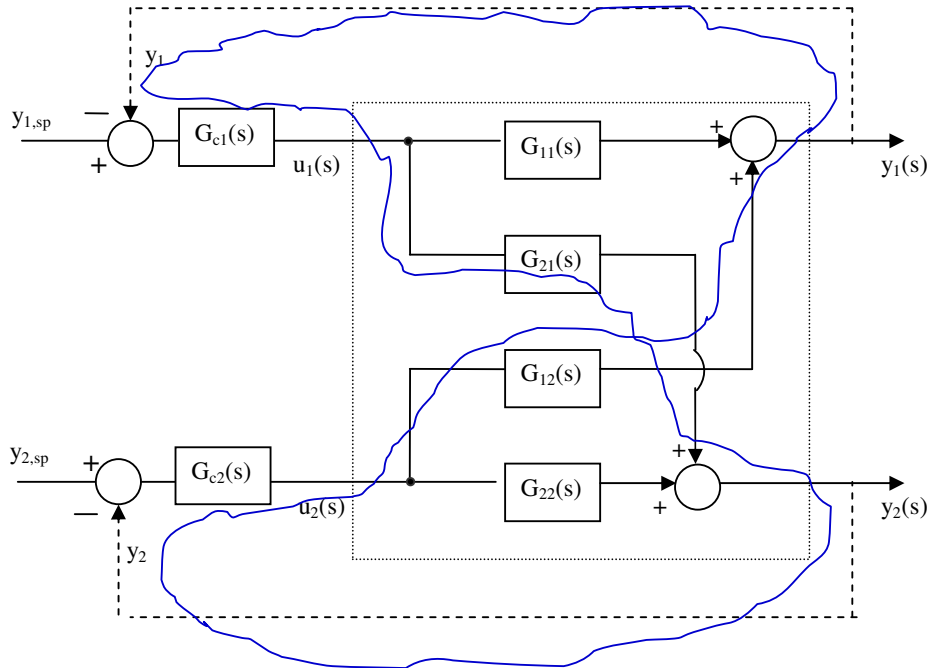 y1
y1,sp
−
+
Gc1(s)
u1(s)
G11(s)
+
+
y1(s)
G21(s)
G12(s)
y2,sp
+
−
Gc2(s)
u2(s)
G22(s)
+
+
y2(s)
y2